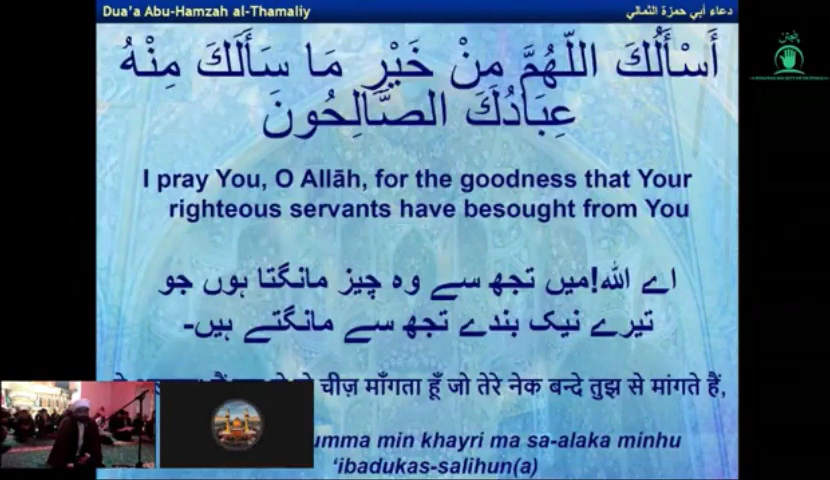 Dua'a Abu-Hamzah al-Thamaliy
دعاء أبي حمزة الثمالي
أَسْأَلُكَ اللّهُمَّ مِنْ خَيْرِ مَا سَأَلَكَ مِنْهُ
عِبَادُكَ الصَّالِحُونَ
I pray You, O Allāh, for the goodness that Your
righteous servants have besought from You
اے اللہ!میں تجھ سے وہ چیز مانگتا ہوں جو
تیرے نیک بندے تجھ سے مانگتے ہیں-
चीज़ माँगता हूँ जो तेरे नेक बन्दे तुझ से मांगते हैं,
umma min khayri ma sa-alaka minhu
'ibadukas-salihun(a)